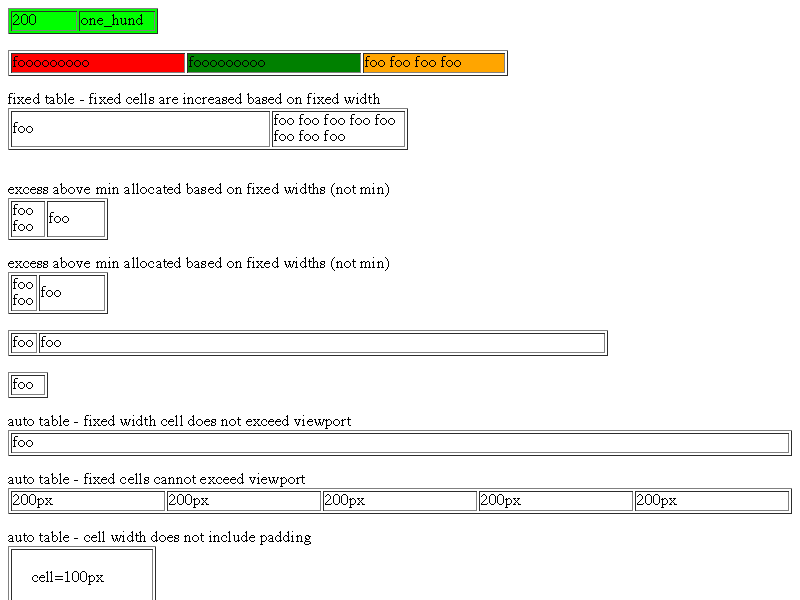 200 one_hund
fooooooooo fooooooooo foo foo foo foo
fixed table - fixed cells are increased based on fixed width
foo foo foo foo foo foo
foo foo foo
excess above min allocated based on fixed widths (not min)
foo foo
foo
excess above min allocated based on fixed widths (not min)
foo foo
foo
foo foo
foo
auto table - fixed width cell does not exceed viewport
foo
auto table - fixed cells cannot exceed viewport
200px 200px 200px 200px 200px
auto table - cell width does not include padding
cell=100px